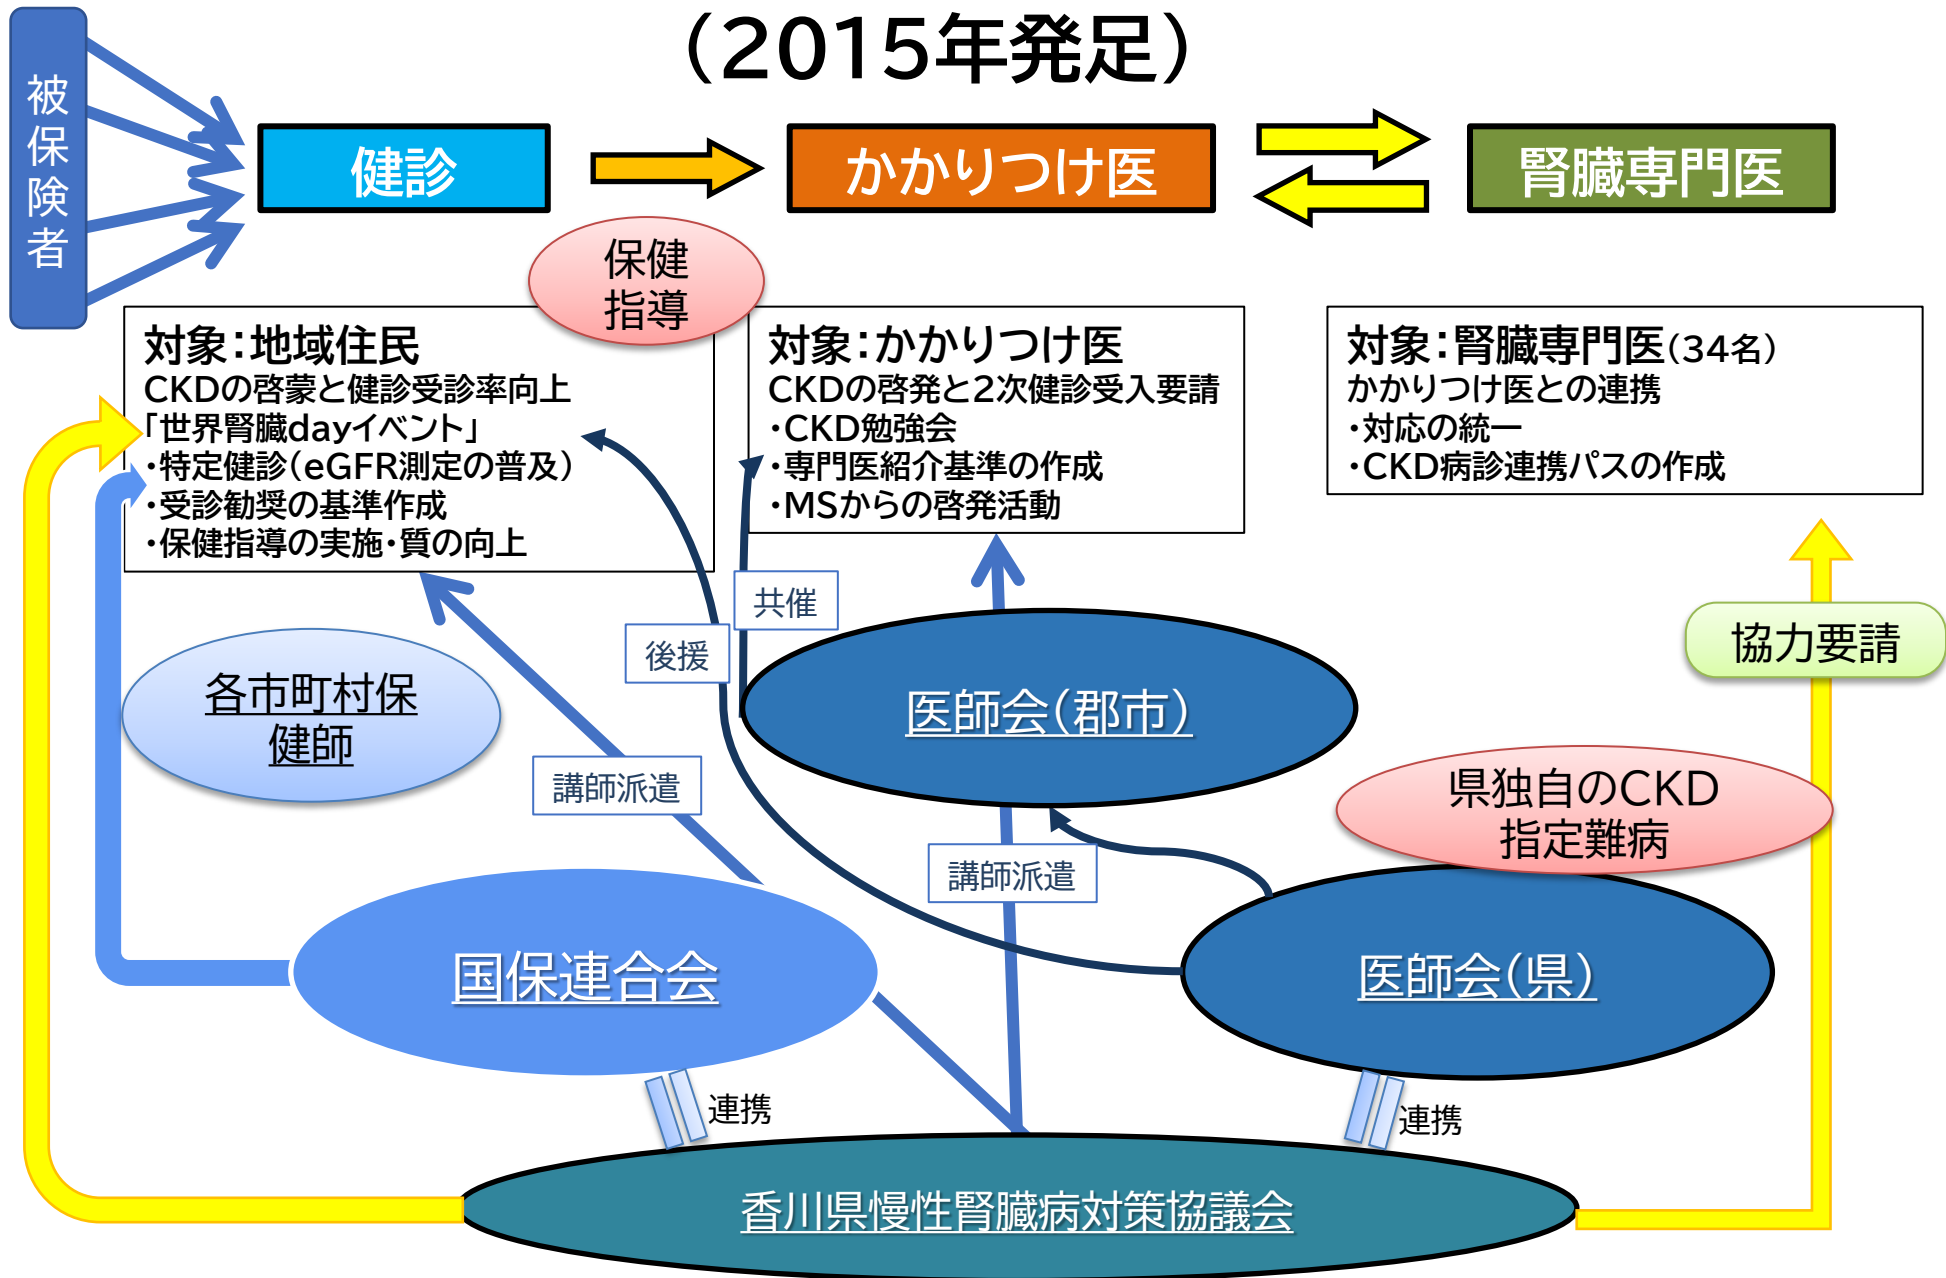 （2015年発足）
被保険者
健診
かかりつけ医
腎臓専門医
保健
指導
対象：地域住民
CKDの啓蒙と健診受診率向上
「世界腎臓dayイベント」
・特定健診（eGFR測定の普及）
・受診勧奨の基準作成
・保健指導の実施・質の向上
対象：かかりつけ医
CKDの啓発と2次健診受入要請
・CKD勉強会
・専門医紹介基準の作成
・MSからの啓発活動
対象：腎臓専門医（34名）
かかりつけ医との連携
・対応の統一
・CKD病診連携パスの作成
共催
後援
協力要請
各市町村保
健師
医師会（郡市）
講師派遣
県独自のCKD
指定難病
講師派遣
国保連合会
医師会（県）
連携
連携
香川県慢性腎臓病対策協議会